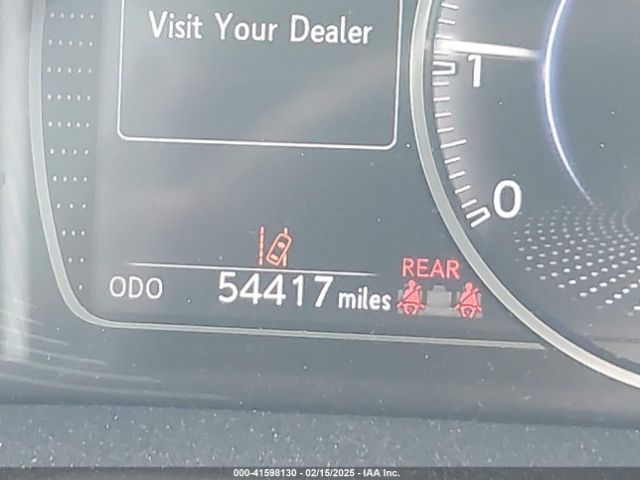 Visit Your Dealer
1
0
REAR
ODO 54417 miles
000-41598130 - 02/15/2025 - IAA Inc.